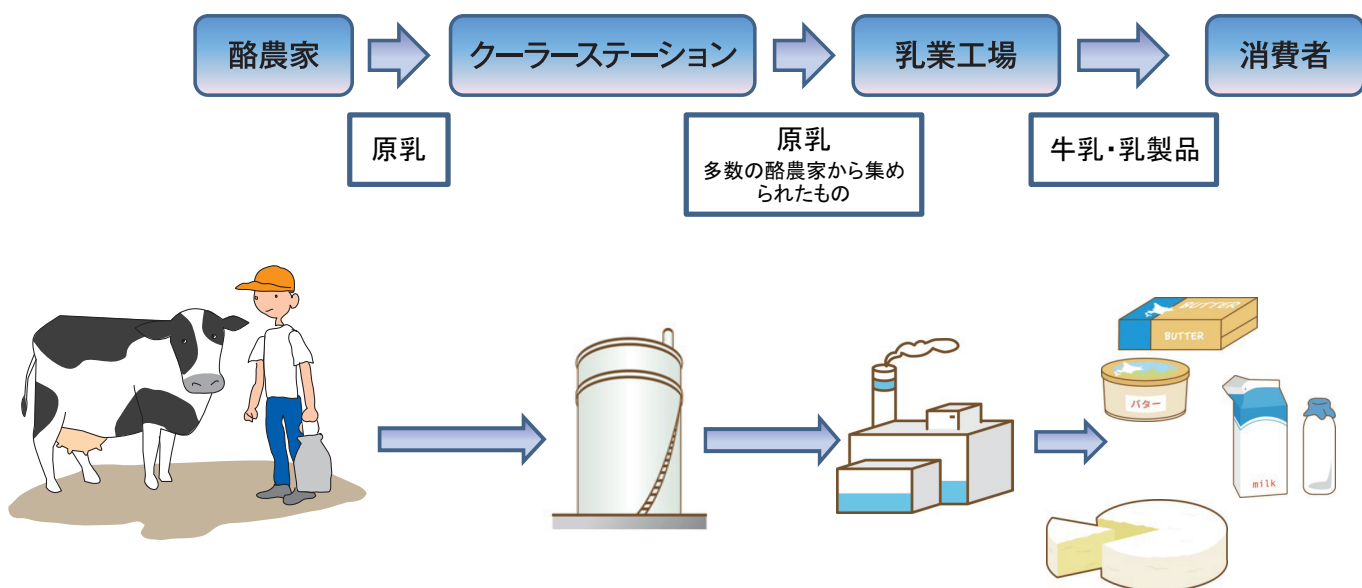 酪農家
クーラーステーション
乳業工場
消費者
原乳
原乳
多数の酪農家から集め
られたもの
牛乳・乳製品
BUTTER
BUTTER
バター
milk